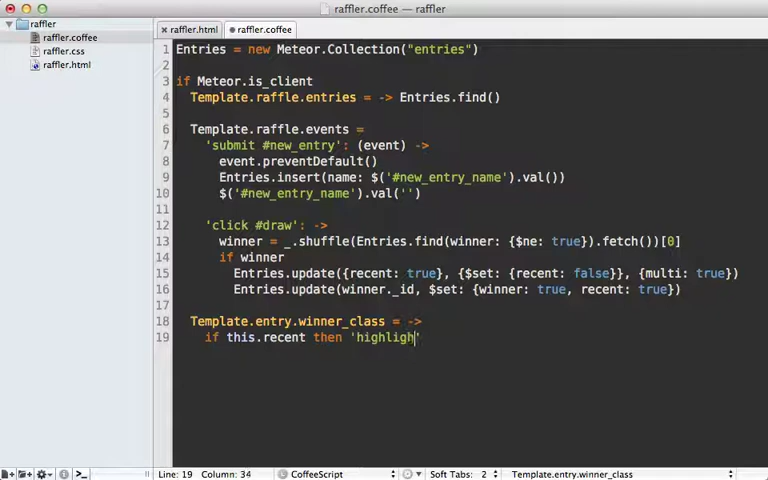 raffler.coffee — raffler
raffler
raffler.coffee
raffler.css
raffler.html
raffler.html
raffler.coffee
1 Entries = new Meteor.Collection("entries")
2
3 if Meteor.is_client
4   Template.raffle.entries = -> Entries.find()
5
6   Template.raffle.events =
7     'submit #new_entry': (event) ->
8       event.preventDefault()
9       Entries.insert(name: $('#new_entry_name').val())
10       $('#new_entry_name').val('')
11
12     'click #draw': ->
13       winner = _.shuffle(Entries.find(winner: {$ne: true}).fetch())[0]
14       if winner
15         Entries.update({recent: true}, {$set: {recent: false}}, {multi: true})
16         Entries.update(winner._id, $set: {winner: true, recent: true})
17
18   Template.entry.winner_class = ->
19     if this.recent then 'highligh'
Line: 19 Column: 34 CoffeeScript Soft Tabs: 2 Template.entry.winner_class